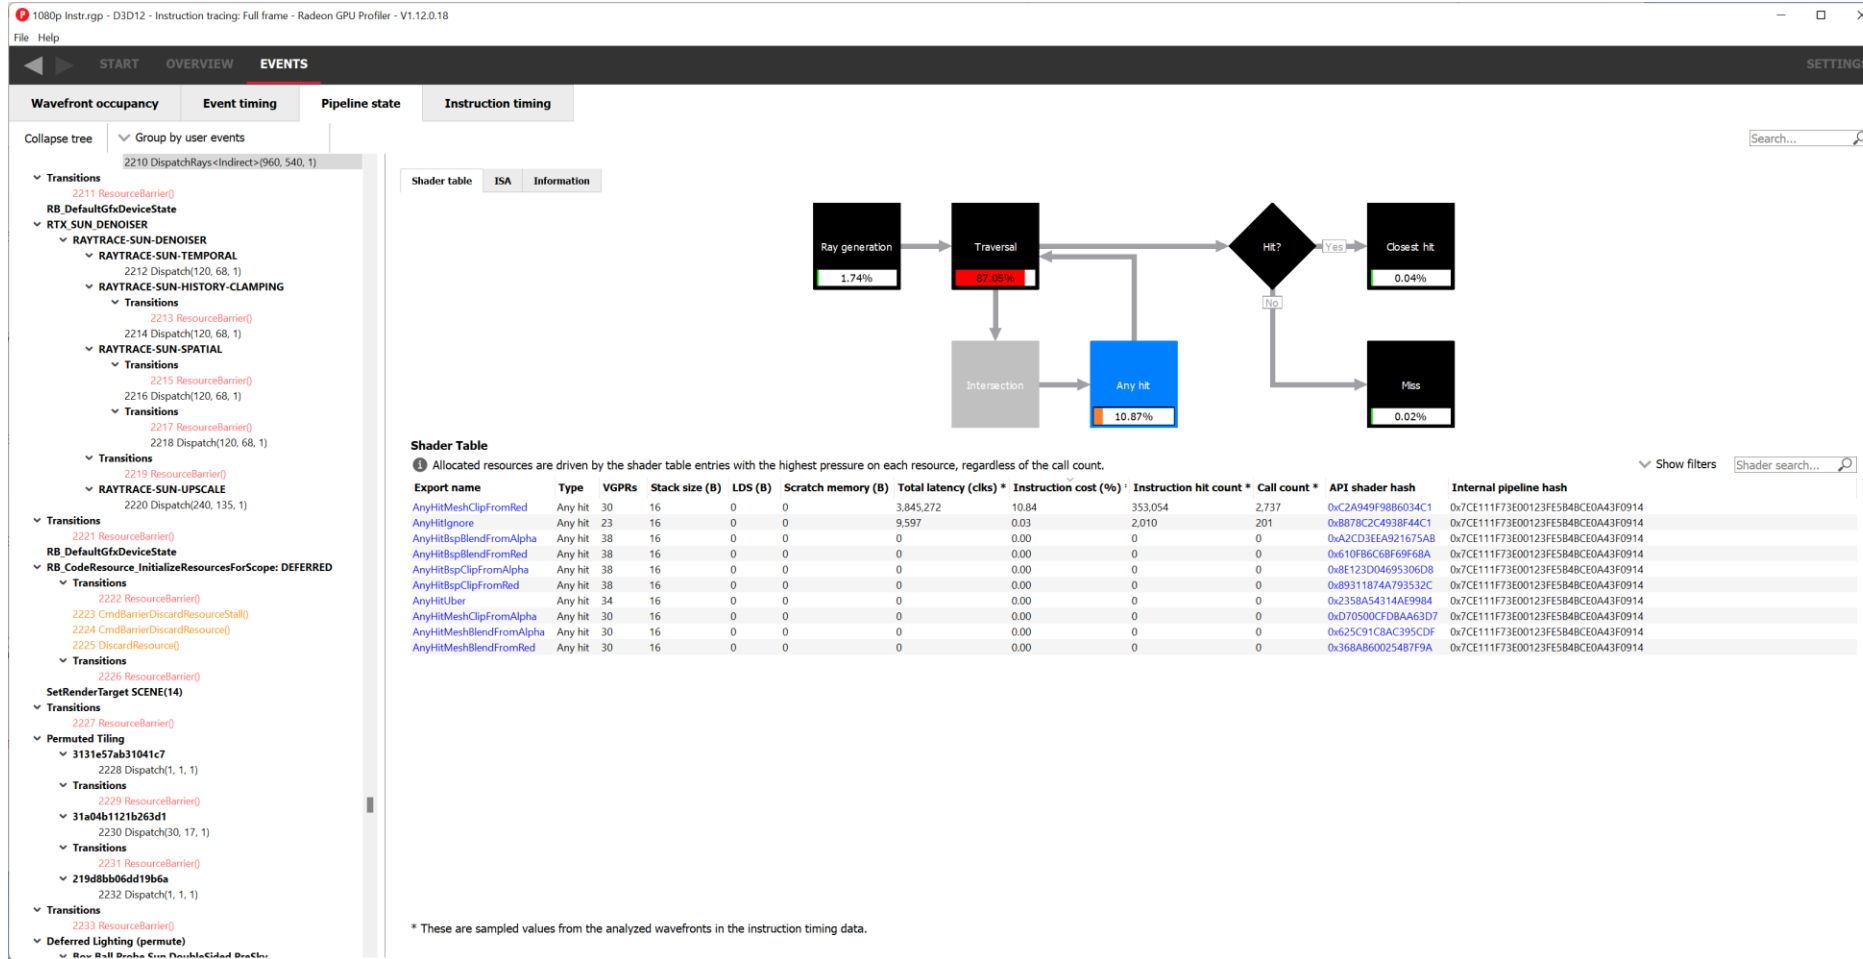 1080p Instr.rgp - D3D12 - Instruction tracing: Full frame - Radeon GPU Profiler - V1.12.0.18
File Help
START OVERVIEW EVENTS SETTINGS
Wavefront occupancy Event timing Pipeline state Instruction timing
Collapse tree Group by user events Search...
2210 DispatchRays<Indirect>(960, 540, 1)
Transitions
2211 ResourceBarrier()
RB_DefaultGfxDeviceState
RTX_SUN_DENOISER
RAYTRACE-SUN-DENOISER
RAYTRACE-SUN-TEMPORAL
2212 Dispatch(120, 68, 1)
RAYTRACE-SUN-HISTORY-CLAMPING
Transitions
2213 ResourceBarrier()
2214 Dispatch(120, 68, 1)
RAYTRACE-SUN-SPATIAL
Transitions
2215 ResourceBarrier()
2216 Dispatch(120, 68, 1)
Transitions
2217 ResourceBarrier()
2218 Dispatch(120, 68, 1)
Transitions
2219 ResourceBarrier()
RAYTRACE-SUN-UPSCALE
2220 Dispatch(240, 135, 1)
Transitions
2221 ResourceBarrier()
RB_DefaultGfxDeviceState
RB_CodeResource_InitializeResourcesForScope: DEFERRED
Transitions
2222 ResourceBarrier()
2223 CmdBarrierDiscardResourceStall()
2224 CmdBarrierDiscardResource()
2225 DiscardResource()
Transitions
2226 ResourceBarrier()
SetRenderTarget SCENE(14)
Transitions
2227 ResourceBarrier()
Permuted Tiling
3131e57ab31041c7
2228 Dispatch(1, 1, 1)
Transitions
2229 ResourceBarrier()
31a04b1121b263d1
2230 Dispatch(30, 17, 1)
Transitions
2231 ResourceBarrier()
219d8bb06dd19b6a
2232 Dispatch(1, 1, 1)
Transitions
2233 ResourceBarrier()
Deferred Lighting (permute)
Box Ball Probe Sun DoubleSided PreSky
Shader table ISA Information
Ray generation
1.74%
Traversal
87.05%
Hit?
Yes
Closest hit
0.04%
No
Intersection
Any hit
10.87%
Miss
0.02%
Shader Table
Allocated resources are driven by the shader table entries with the highest pressure on each resource, regardless of the call count.
Show filters Shader search...
Export name Type VGPRs Stack size (B) LDS (B) Scratch memory (B) Total latency (clks) * Instruction cost (%) * Instruction hit count * Call count * API shader hash Internal pipeline hash
AnyHitMeshClipFromRed Any hit 30 16 0 0 3,845,272 10.84 353,054 2,737 0xC2A949F9886034C1 0x7CE111F73E00123FE5B4BCE0A43F0914
AnyHitIgnore Any hit 23 16 0 0 9,597 0.03 2,010 201 0xB878C2C4938F44C1 0x7CE111F73E00123FE5B4BCE0A43F0914
AnyHitBspBlendFromAlpha Any hit 38 16 0 0 0 0.00 0 0 0xA2CD3EEA921675AB 0x7CE111F73E00123FE5B4BCE0A43F0914
AnyHitBspBlendFromRed Any hit 38 16 0 0 0 0.00 0 0 0x610FB6C6BF69F68A 0x7CE111F73E00123FE5B4BCE0A43F0914
AnyHitBspClipFromAlpha Any hit 38 16 0 0 0 0.00 0 0 0x8E123D04695306D8 0x7CE111F73E00123FE5B4BCE0A43F0914
AnyHitBspClipFromRed Any hit 38 16 0 0 0 0.00 0 0 0x89311874A793532C 0x7CE111F73E00123FE5B4BCE0A43F0914
AnyHitUber Any hit 34 16 0 0 0 0.00 0 0 0x2358A54314AE9984 0x7CE111F73E00123FE5B4BCE0A43F0914
AnyHitMeshClipFromAlpha Any hit 30 16 0 0 0 0.00 0 0 0xD70500CFDBAA63D7 0x7CE111F73E00123FE5B4BCE0A43F0914
AnyHitMeshBlendFromAlpha Any hit 30 16 0 0 0 0.00 0 0 0x625C91C8AC395CDF 0x7CE111F73E00123FE5B4BCE0A43F0914
AnyHitMeshBlendFromRed Any hit 30 16 0 0 0 0.00 0 0 0x368AB600254B7F9A 0x7CE111F73E00123FE5B4BCE0A43F0914
* These are sampled values from the analyzed wavefronts in the instruction timing data.